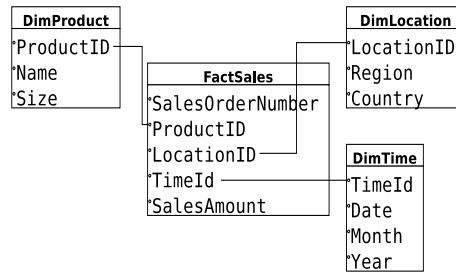 DimProduct
ProductID
Name
Size
FactSales
SalesOrderNumber
ProductID
LocationID
TimeId
SalesAmount
DimLocation
LocationID
Region
Country
DimTime
TimeId
Date
Month
Year